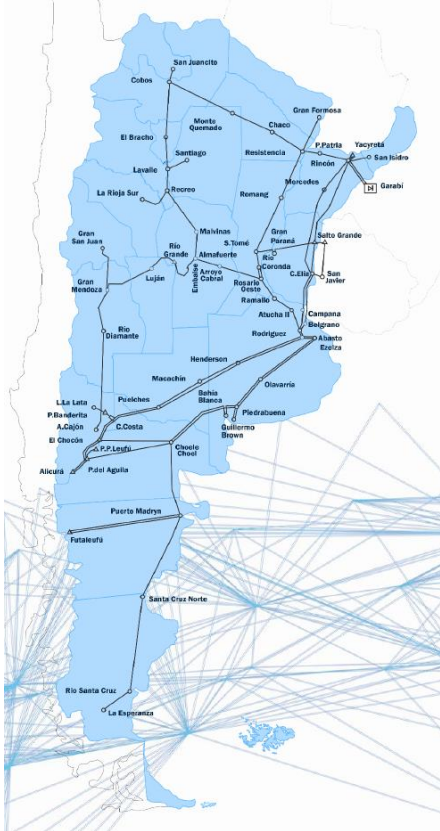 San Juancito
Cobos
Monte
Quemado
Gran Formosa
Chaco
El Bracho
Resistencia
P.Patria
Yacyretá
Rincón
San Isidro
Santiago
Lavalle
Mercedes
Garabí
La Rioja Sur
Recreo
Romang
Malvinas
Gran
San Juan
Gran
Paraná
Salto Grande
S.Tomé
Río
Grande
Almafuerte
Río
Coronda
Embalse
Arroyo
Cabral
C.Elía
San
Javier
Luján
Rosario
Oeste
Gran
Mendoza
Ramallo
Atucha II
Campana
Río
Diamante
Belgrano
Rodriguez
Abasto
Ezeiza
Henderson
Macachín
Olavarría
L.La Lata
Puelches
Bahía
Blanca
P.Banderita
Piedrabuena
A.Cajón
C.Costa
Guillermo
Brown
El Chocón
Choele
Choel
P.P.Leufú
Alicurá
P.del Aguila
Puerto Madryn
Futaleufú
Santa Cruz Norte
Río Santa Cruz
La Esperanza